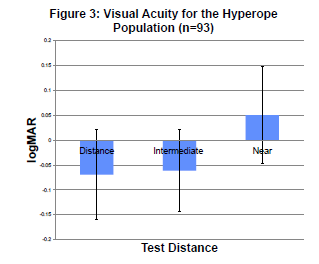 Figure 3: Visual Acuity for the Hyperope
Population (n=93)
0.2
0.15
0.1
0.05
0
-0.05
-0.1
-0.15
-0.2
logMAR
Distance
Intermediate
Near
Test Distance